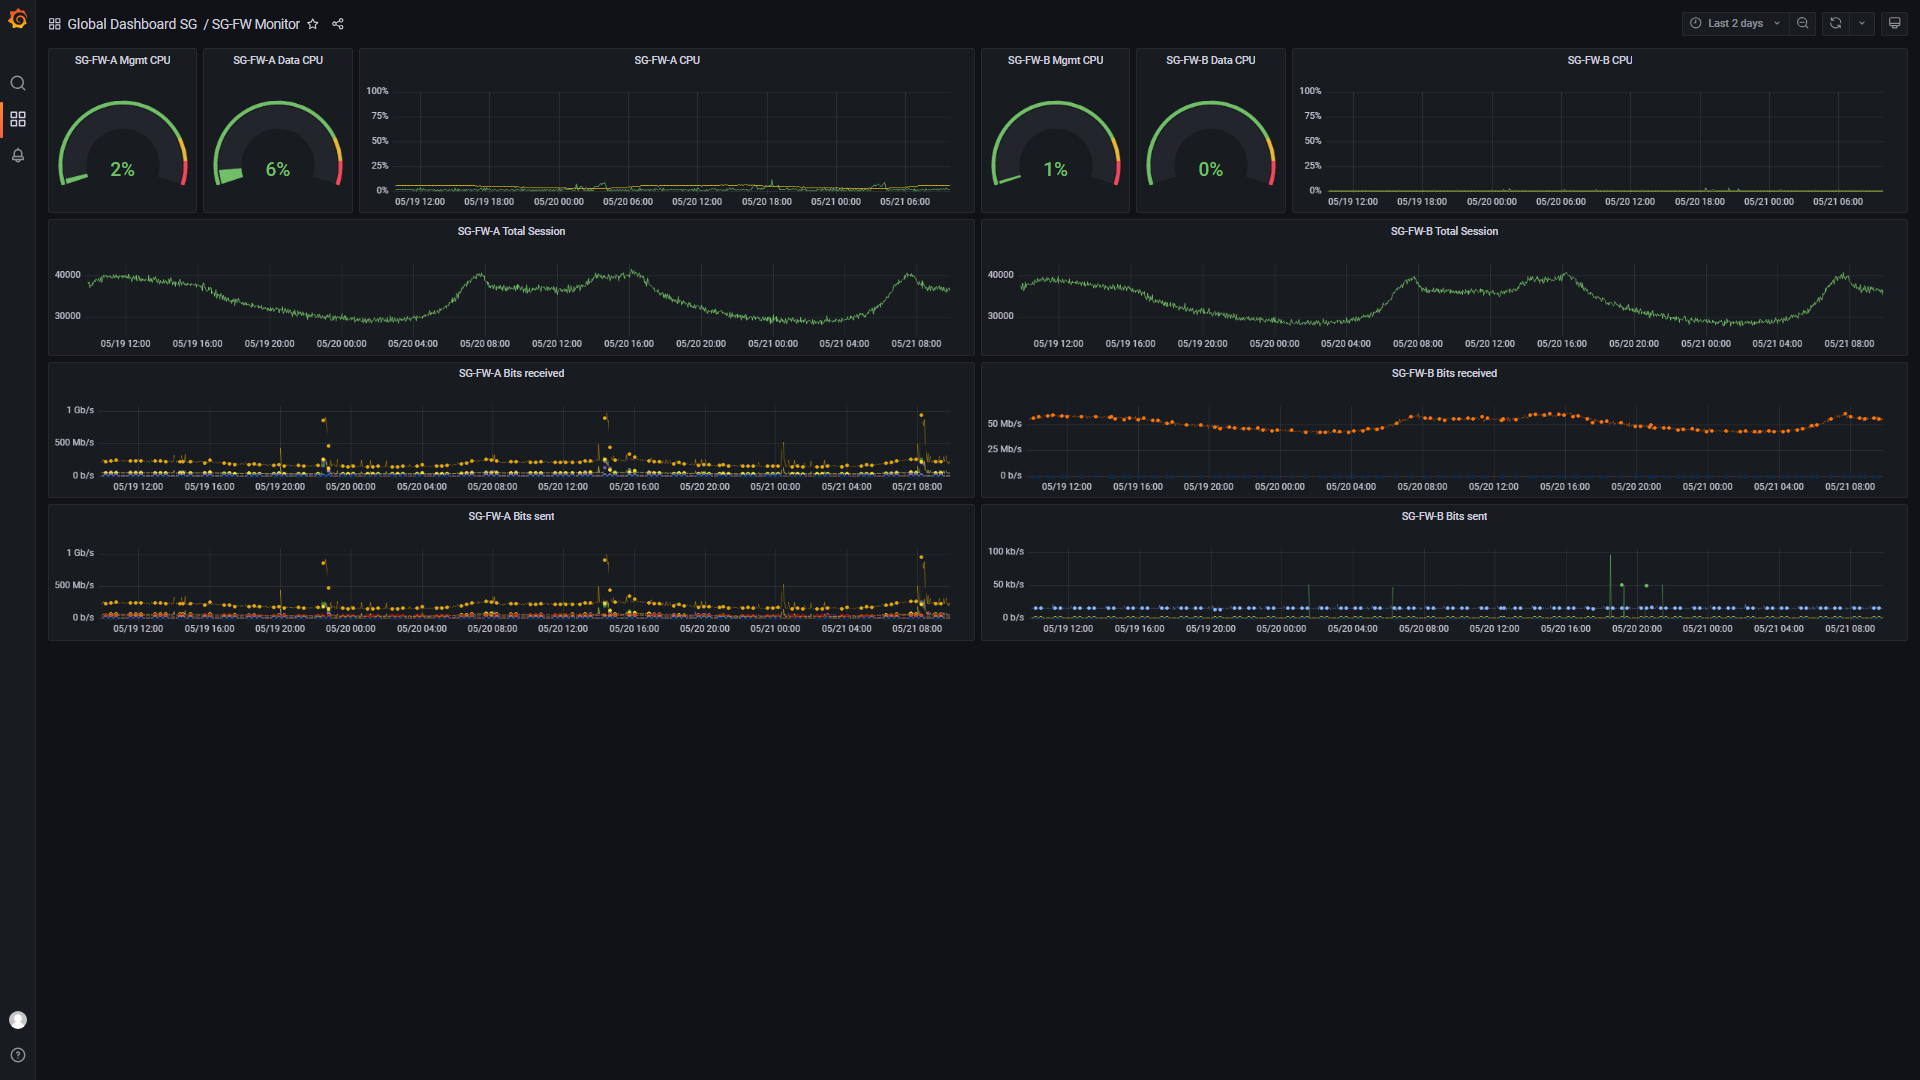 Global Dashboard SG / SG-FW Monitor
Last 2 days
SG-FW-A Mgmt CPU
2%
SG-FW-A Data CPU
6%
SG-FW-A CPU
100%
75%
50%
25%
0%
05/19 12:00 05/19 18:00 05/20 00:00 05/20 06:00 05/20 12:00 05/20 18:00 05/21 00:00 05/21 06:00
SG-FW-B Mgmt CPU
1%
SG-FW-B Data CPU
0%
SG-FW-B CPU
100%
75%
50%
25%
0%
05/19 12:00 05/19 18:00 05/20 00:00 05/20 06:00 05/20 12:00 05/20 18:00 05/21 00:00 05/21 06:00
SG-FW-A Total Session
40000
30000
05/19 12:00 05/19 16:00 05/19 20:00 05/20 00:00 05/20 04:00 05/20 08:00 05/20 12:00 05/20 16:00 05/20 20:00 05/21 00:00 05/21 04:00 05/21 08:00
SG-FW-B Total Session
40000
30000
05/19 12:00 05/19 16:00 05/19 20:00 05/20 00:00 05/20 04:00 05/20 08:00 05/20 12:00 05/20 16:00 05/20 20:00 05/21 00:00 05/21 04:00 05/21 08:00
SG-FW-A Bits received
1 Gb/s
500 Mb/s
0 b/s
05/19 12:00 05/19 16:00 05/19 20:00 05/20 00:00 05/20 04:00 05/20 08:00 05/20 12:00 05/20 16:00 05/20 20:00 05/21 00:00 05/21 04:00 05/21 08:00
SG-FW-B Bits received
50 Mb/s
25 Mb/s
0 b/s
05/19 12:00 05/19 16:00 05/19 20:00 05/20 00:00 05/20 04:00 05/20 08:00 05/20 12:00 05/20 16:00 05/20 20:00 05/21 00:00 05/21 04:00 05/21 08:00
SG-FW-A Bits sent
1 Gb/s
500 Mb/s
0 b/s
05/19 12:00 05/19 16:00 05/19 20:00 05/20 00:00 05/20 04:00 05/20 08:00 05/20 12:00 05/20 16:00 05/20 20:00 05/21 00:00 05/21 04:00 05/21 08:00
SG-FW-B Bits sent
100 kb/s
50 kb/s
0 b/s
05/19 12:00 05/19 16:00 05/19 20:00 05/20 00:00 05/20 04:00 05/20 08:00 05/20 12:00 05/20 16:00 05/20 20:00 05/21 00:00 05/21 04:00 05/21 08:00